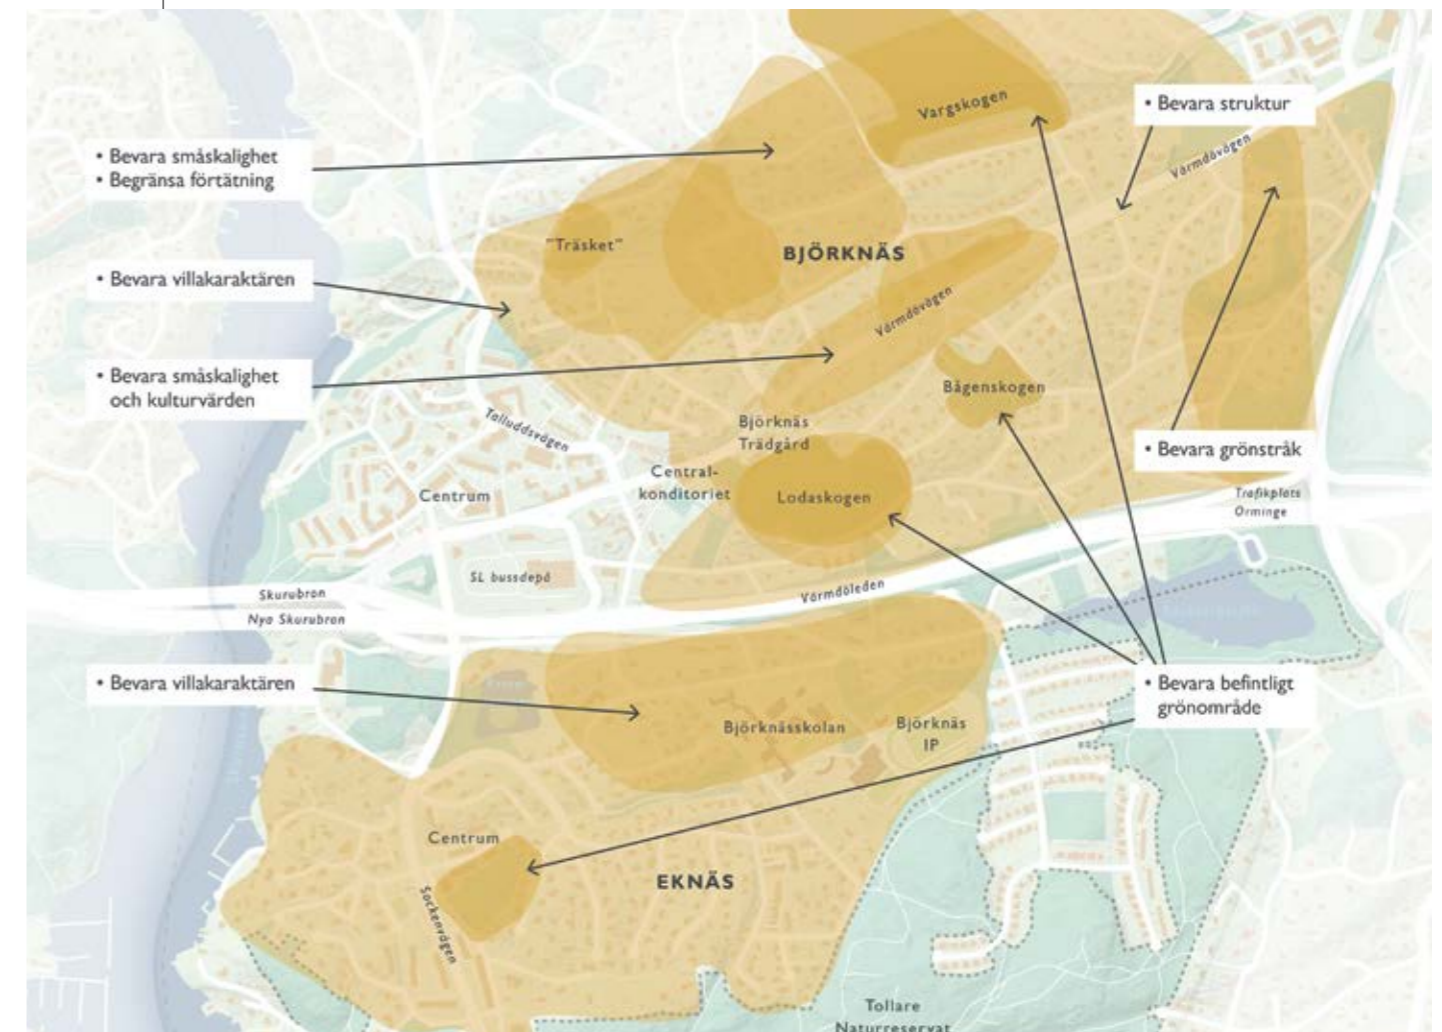 Vargskogen
• Bevara struktur
Värmdövägen
• Bevara småskalighet
• Begränsa förtätning
"Träsket"
BJÖRKNÄS
• Bevara villakaraktären
Värmdövägen
• Bevara småskalighet
och kulturvärden
Bågenskogen
Talluddsvägen
Björknäs
Trädgård
• Bevara grönstråk
Central-
konditoriet
Centrum
Lodaskogen
Trafikplats
Orminge
SL bussdepå
Skurubron
Värmdöleden
Nya Skurubron
• Bevara villakaraktären
• Bevara befintligt
grönområde
Björknässkolan
Björknäs
IP
Centrum
EKNÄS
Sockenvägen
Tollare
Naturreservat